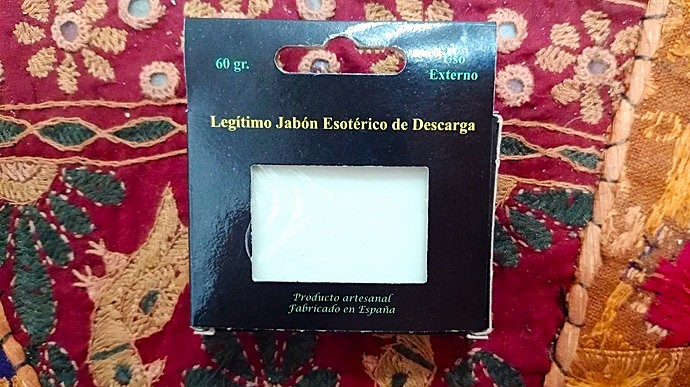 60 gr.
Uso
Externo
Legítimo Jabón Esotérico de Descarga
Producto artesanal
Fabricado en España